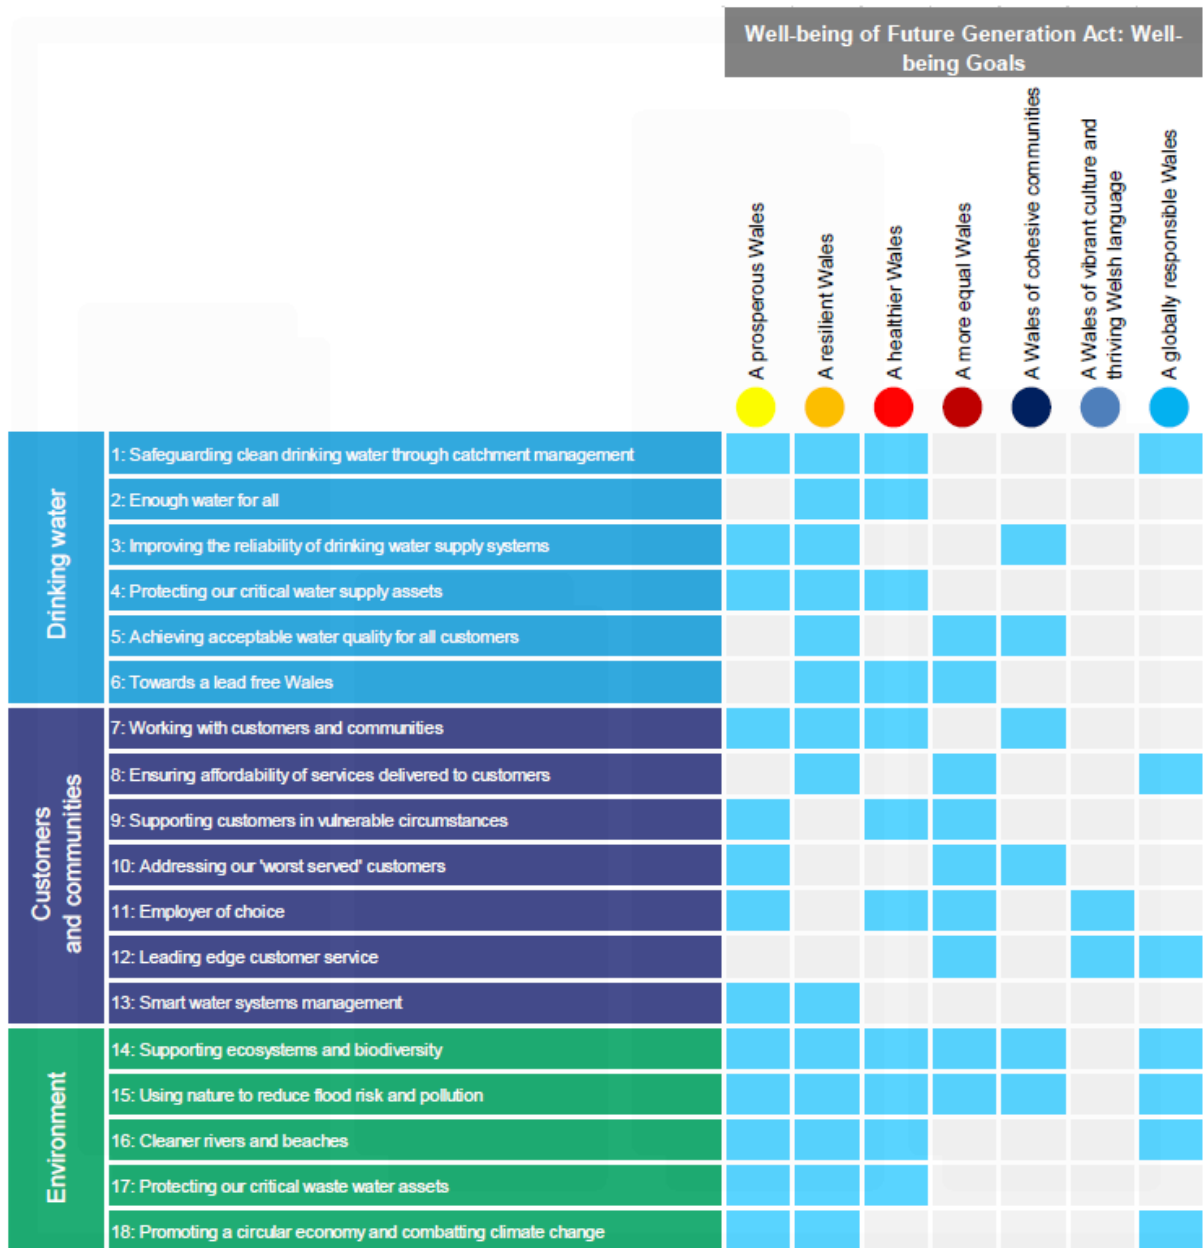 Well-being of Future Generation Act: Well-
being Goals
A prosperous Wales
A resilient Wales
A healthier Wales
A more equal Wales
A Wales of cohesive communities
A Wales of vibrant culture and
thriving Welsh language
A globally responsible Wales
Drinking water
1: Safeguarding clean drinking water through catchment management
2: Enough water for all
3: Improving the reliability of drinking water supply systems
4: Protecting our critical water supply assets
5: Achieving acceptable water quality for all customers
6: Towards a lead free Wales
Customers
and communities
7: Working with customers and communities
8: Ensuring affordability of services delivered to customers
9: Supporting customers in vulnerable circumstances
10: Addressing our 'worst served' customers
11: Employer of choice
12: Leading edge customer service
13: Smart water systems management
Environment
14: Supporting ecosystems and biodiversity
15: Using nature to reduce flood risk and pollution
16: Cleaner rivers and beaches
17: Protecting our critical waste water assets
18: Promoting a circular economy and combatting climate change